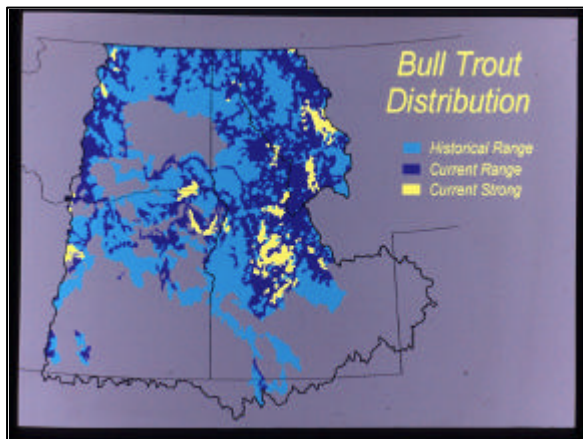 Bull Trout
Distribution
Historical Range
Current Range
Current Strong